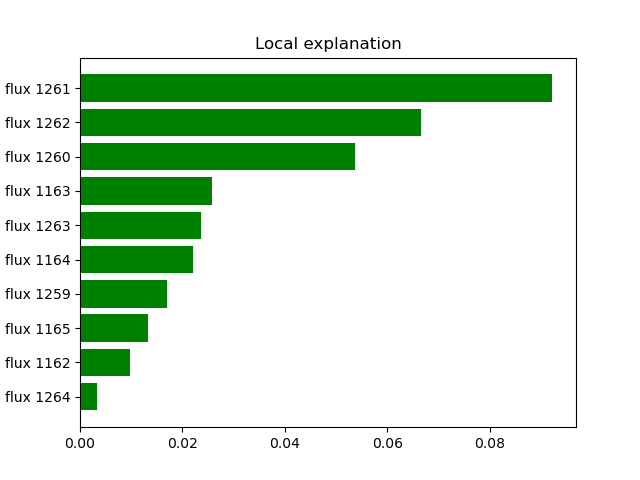 Local explanation
flux 1261
flux 1262
flux 1260
flux 1163
flux 1263
flux 1164
flux 1259
flux 1165
flux 1162
flux 1264
0.00 0.02 0.04 0.06 0.08